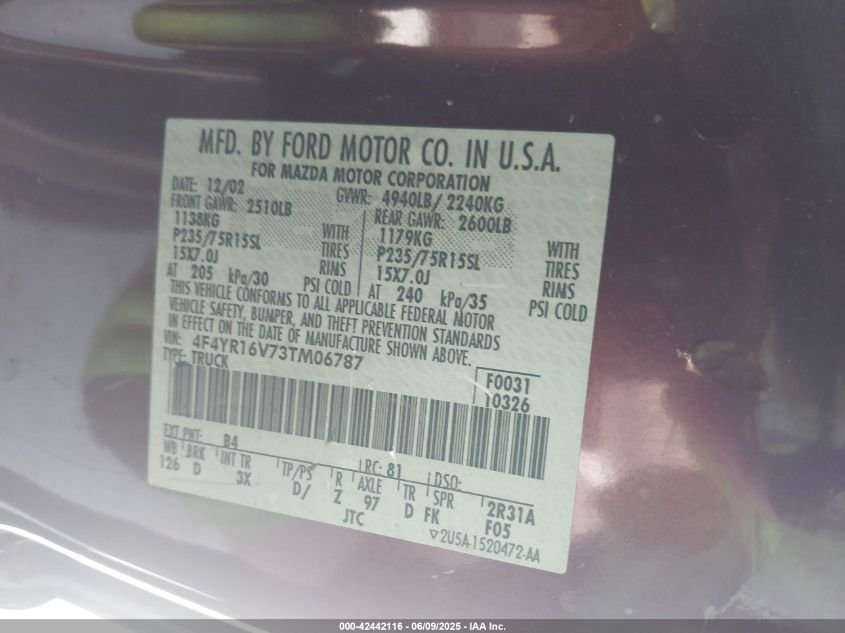 MFD. BY FORD MOTOR CO. IN U.S.A.
FOR MAZDA MOTOR CORPORATION
DATE: 12/02 GVWR: 4940LB/ 2240KG
FRONT GAWR: 2510LB REAR GAWR: 2600LB
1138KG WITH 1179KG WITH
P235/75R15SL TIRES P235/75R15SL TIRES
15X7.0J RIMS 15X7.0J RIMS
AT 205 kPa/30 PSI COLD AT 240 kPa/35 PSI COLD
THIS VEHICLE CONFORMS TO ALL APPLICABLE FEDERAL MOTOR
VEHICLE SAFETY, BUMPER, AND THEFT PREVENTION STANDARDS
IN EFFECT ON THE DATE OF MANUFACTURE SHOWN ABOVE.
VIN: 4F4YR16V73TM06787
TYPE: TRUCK
F0031
10326
EXT PNT: B4 RC: 81 DSO:
WB BRK INT TR TP/PS R AXLE TR SPR 2R31A
126 D 3X D/ Z 97 D FK F05
JTC
▽2U5A-1520472-AA
000-42442116 - 06/09/2025 - IAA Inc.